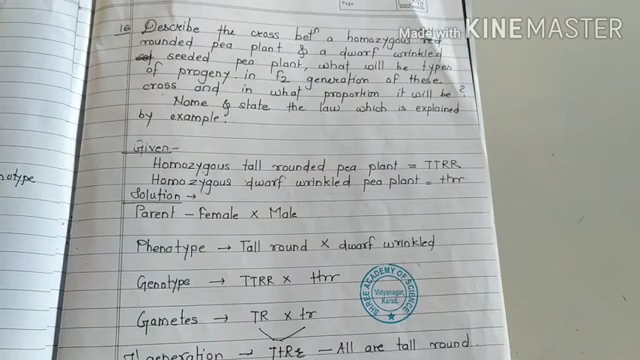 Page
Made with KINEMASTER
16 Describe the cross betn a homozygous
rounded pea plant & a dwarf wrinkled
seeded pea plant, what will be types
of progeny in F2 generation of these
cross and in what proportion it will be?
Name & state the law which is explained
by example.
Given-
Homozygous tall rounded pea plant = TTRR
Homozygous dwarf wrinkled pea plant = ttrr
Solution →
Parent - Female × Male
Phenotype → Tall round × dwarf wrinkled
Genotype → TTRR × ttrr
Gametes → TR × tr
generation → TtRr - All are tall round.
SHREE ACADEMY OF SCIENCE
Vidyanagar,
Karad.